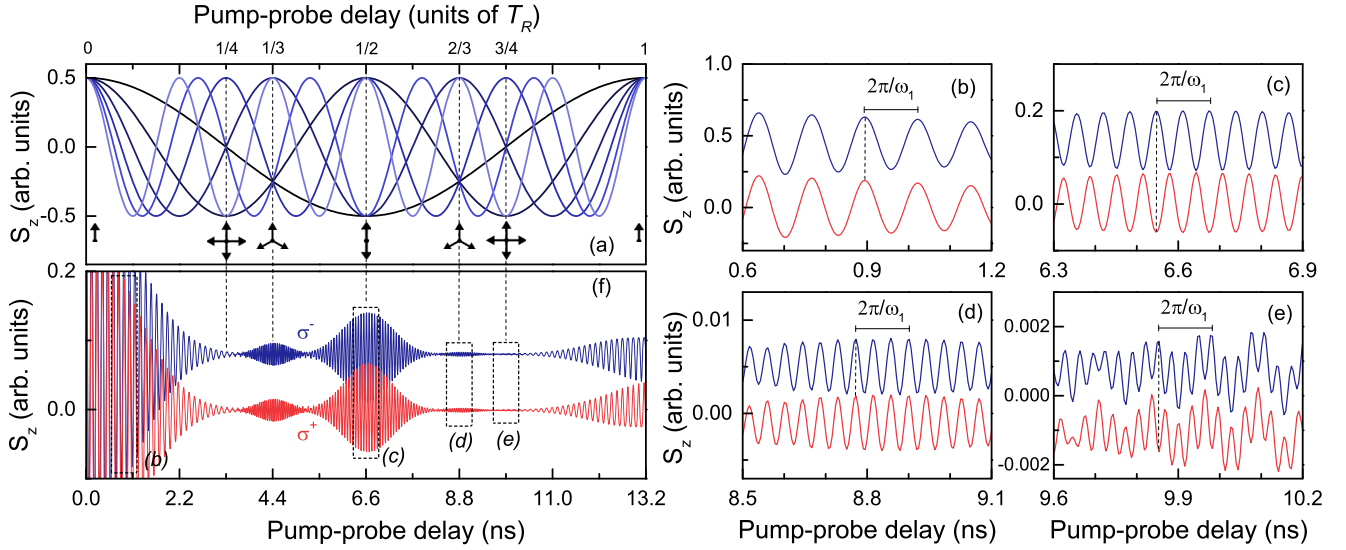 Pump-probe delay (units of T_R)
0 1/4 1/3 1/2 2/3 3/4 1
S_z (arb. units)
0.5
0.0
-0.5
(a)
S_z (arb. units)
0.2
0.0
(f)
σ⁻
σ⁺
(b)
(c)
(d)
(e)
0.0 2.2 4.4 6.6 8.8 11.0 13.2
Pump-probe delay (ns)
S_z (arb. units)
1.0
0.5
0.0
2π/ω₁
(b)
0.6 0.9 1.2
0.2
0.0
2π/ω₁
(c)
6.3 6.6 6.9
S_z (arb. units)
0.01
0.00
2π/ω₁
(d)
8.5 8.8 9.1
Pump-probe delay (ns)
0.002
0.000
-0.002
2π/ω₁
(e)
9.6 9.9 10.2
Pump-probe delay (ns)